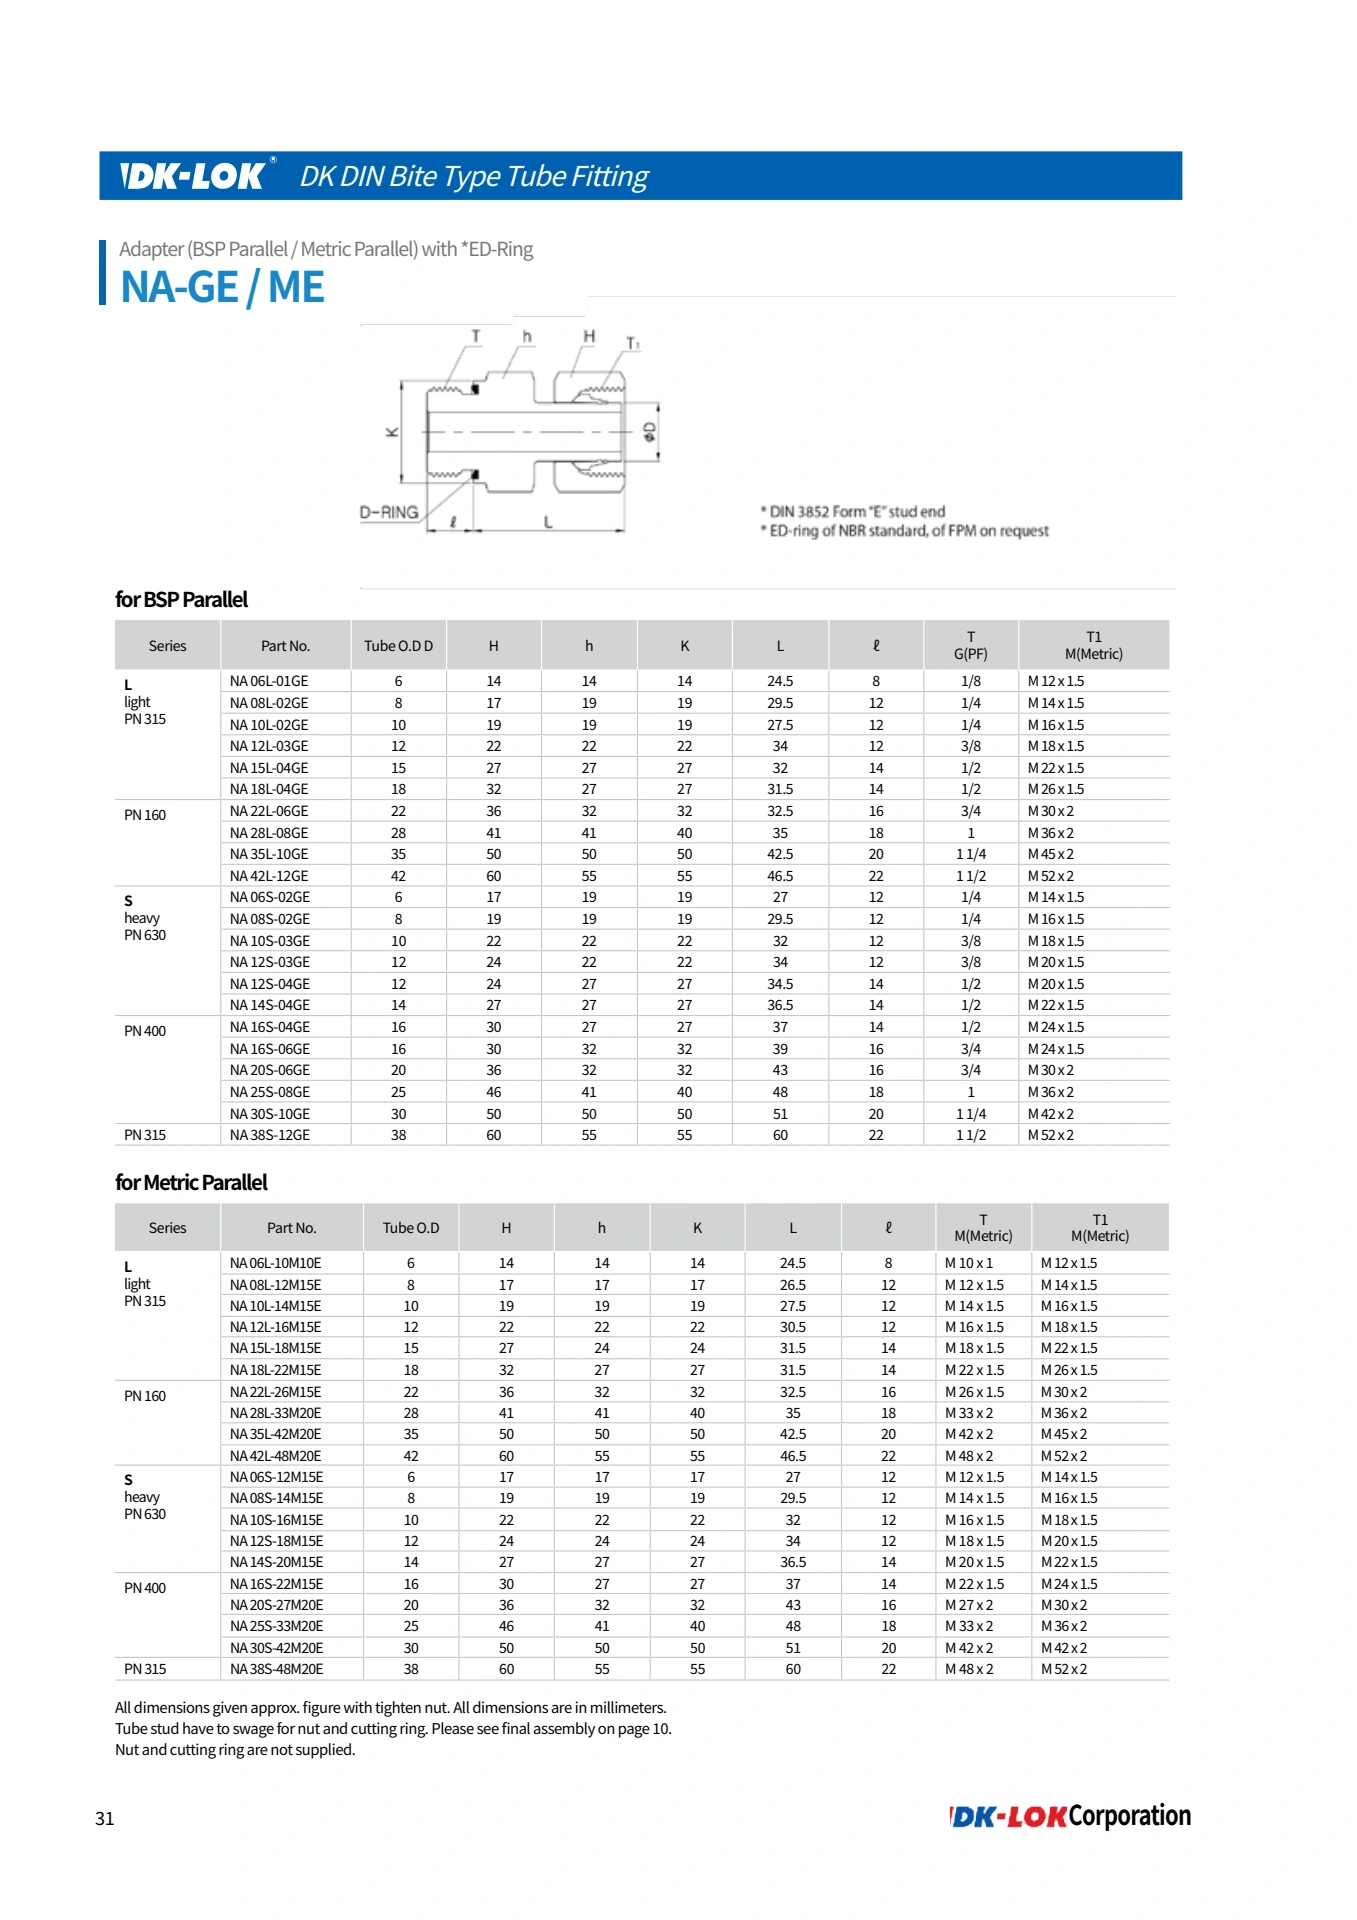 DK-LOK® DK DIN Bite Type Tube Fitting
Adapter (BSP Parallel / Metric Parallel) with *ED-Ring
NA-GE / ME
T h H T1
K
øD
D-RING
ℓ L
* DIN 3852 Form "E" stud end
* ED-ring of NBR standard, of FPM on request
for BSP Parallel
Series Part No. Tube O.D D H h K L ℓ T G(PF) T1 M(Metric)
L NA 06L-01GE 6 14 14 14 24.5 8 1/8 M 12 x 1.5
light NA 08L-02GE 8 17 19 19 29.5 12 1/4 M 14 x 1.5
PN 315 NA 10L-02GE 10 19 19 19 27.5 12 1/4 M 16 x 1.5
NA 12L-03GE 12 22 22 22 34 12 3/8 M 18 x 1.5
NA 15L-04GE 15 27 27 27 32 14 1/2 M 22 x 1.5
NA 18L-04GE 18 32 27 27 31.5 14 1/2 M 26 x 1.5
PN 160 NA 22L-06GE 22 36 32 32 32.5 16 3/4 M 30 x 2
NA 28L-08GE 28 41 41 40 35 18 1 M 36 x 2
NA 35L-10GE 35 50 50 50 42.5 20 1 1/4 M 45 x 2
NA 42L-12GE 42 60 55 55 46.5 22 1 1/2 M 52 x 2
S NA 06S-02GE 6 17 19 19 27 12 1/4 M 14 x 1.5
heavy NA 08S-02GE 8 19 19 19 29.5 12 1/4 M 16 x 1.5
PN 630 NA 10S-03GE 10 22 22 22 32 12 3/8 M 18 x 1.5
NA 12S-03GE 12 24 22 22 34 12 3/8 M 20 x 1.5
NA 12S-04GE 12 24 27 27 34.5 14 1/2 M 20 x 1.5
NA 14S-04GE 14 27 27 27 36.5 14 1/2 M 22 x 1.5
PN 400 NA 16S-04GE 16 30 27 27 37 14 1/2 M 24 x 1.5
NA 16S-06GE 16 30 32 32 39 16 3/4 M 24 x 1.5
NA 20S-06GE 20 36 32 32 43 16 3/4 M 30 x 2
NA 25S-08GE 25 46 41 40 48 18 1 M 36 x 2
NA 30S-10GE 30 50 50 50 51 20 1 1/4 M 42 x 2
PN 315 NA 38S-12GE 38 60 55 55 60 22 1 1/2 M 52 x 2
for Metric Parallel
Series Part No. Tube O.D H h K L ℓ T M(Metric) T1 M(Metric)
L NA 06L-10M10E 6 14 14 14 24.5 8 M 10 x 1 M 12 x 1.5
light NA 08L-12M15E 8 17 17 17 26.5 12 M 12 x 1.5 M 14 x 1.5
PN 315 NA 10L-14M15E 10 19 19 19 27.5 12 M 14 x 1.5 M 16 x 1.5
NA 12L-16M15E 12 22 22 22 30.5 12 M 16 x 1.5 M 18 x 1.5
NA 15L-18M15E 15 27 24 24 31.5 14 M 18 x 1.5 M 22 x 1.5
NA 18L-22M15E 18 32 27 27 31.5 14 M 22 x 1.5 M 26 x 1.5
PN 160 NA 22L-26M15E 22 36 32 32 32.5 16 M 26 x 1.5 M 30 x 2
NA 28L-33M20E 28 41 41 40 35 18 M 33 x 2 M 36 x 2
NA 35L-42M20E 35 50 50 50 42.5 20 M 42 x 2 M 45 x 2
NA 42L-48M20E 42 60 55 55 46.5 22 M 48 x 2 M 52 x 2
S NA 06S-12M15E 6 17 17 17 27 12 M 12 x 1.5 M 14 x 1.5
heavy NA 08S-14M15E 8 19 19 19 29.5 12 M 14 x 1.5 M 16 x 1.5
PN 630 NA 10S-16M15E 10 22 22 22 32 12 M 16 x 1.5 M 18 x 1.5
NA 12S-18M15E 12 24 24 24 34 12 M 18 x 1.5 M 20 x 1.5
NA 14S-20M15E 14 27 27 27 36.5 14 M 20 x 1.5 M 22 x 1.5
PN 400 NA 16S-22M15E 16 30 27 27 37 14 M 22 x 1.5 M 24 x 1.5
NA 20S-27M20E 20 36 32 32 43 16 M 27 x 2 M 30 x 2
NA 25S-33M20E 25 46 41 40 48 18 M 33 x 2 M 36 x 2
NA 30S-42M20E 30 50 50 50 51 20 M 42 x 2 M 42 x 2
PN 315 NA 38S-48M20E 38 60 55 55 60 22 M 48 x 2 M 52 x 2
All dimensions given approx. figure with tighten nut. All dimensions are in millimeters.
Tube stud have to swage for nut and cutting ring. Please see final assembly on page 10.
Nut and cutting ring are not supplied.
31
DK-LOK Corporation